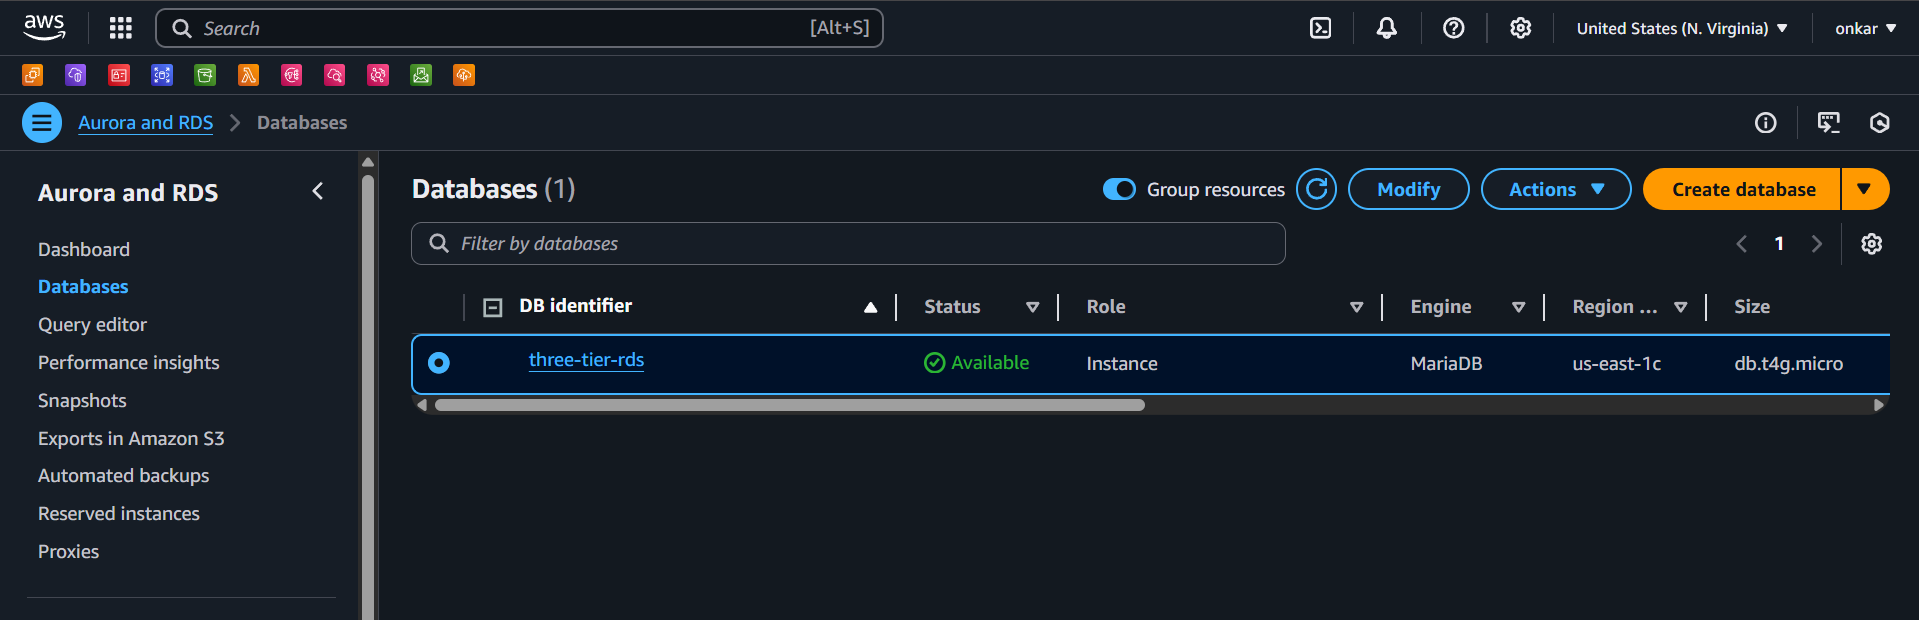 aws
Search [Alt+S]
United States (N. Virginia)
onkar
Aurora and RDS
Databases
Aurora and RDS
Dashboard
Databases
Query editor
Performance insights
Snapshots
Exports in Amazon S3
Automated backups
Reserved instances
Proxies
Databases (1)
Group resources
Modify
Actions
Create database
Filter by databases
1
DB identifier Status Role Engine Region ... Size
three-tier-rds Available Instance MariaDB us-east-1c db.t4g.micro